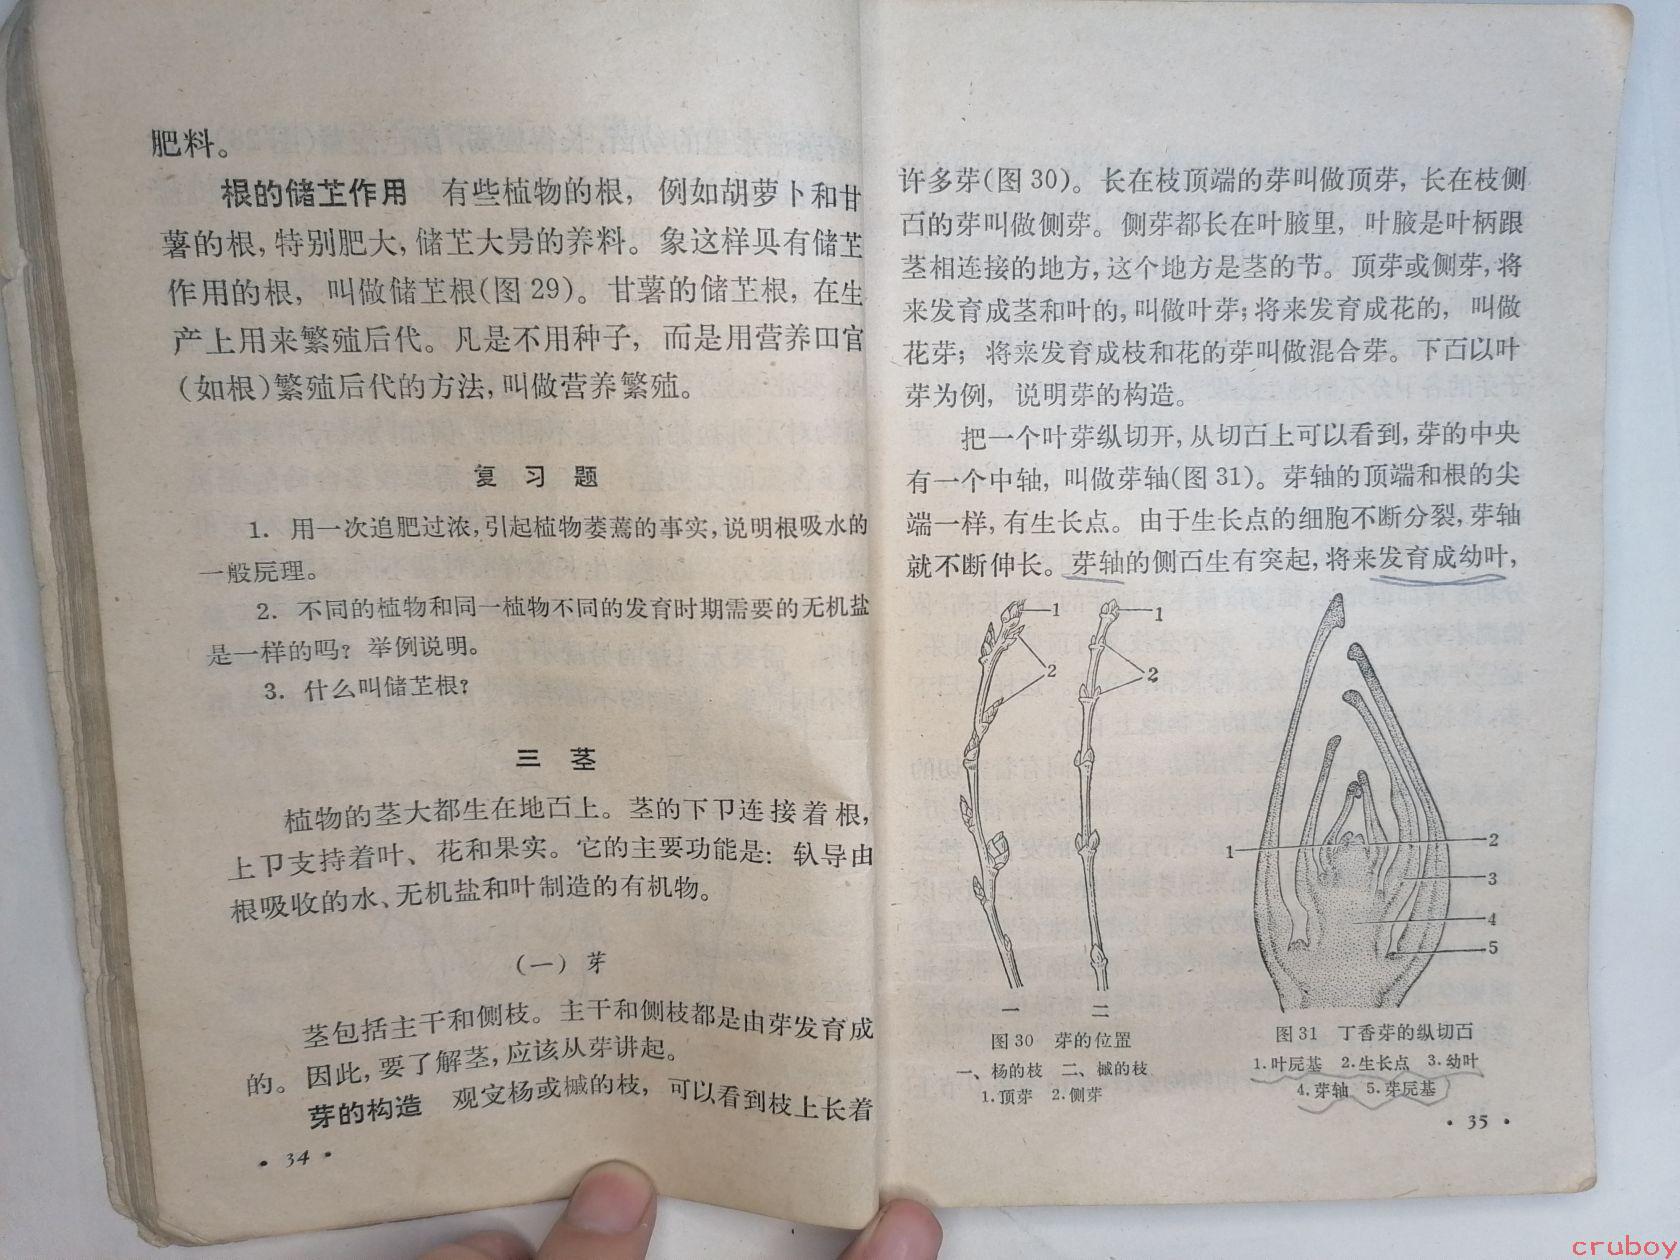 肥料。
根的储藏作用 有些植物的根，例如胡萝卜和甘
薯的根，特别肥大，储藏大量的养料。象这样具有储藏
作用的根，叫做储藏根（图 29）。甘薯的储藏根，在生
产上用来繁殖后代。凡是不用种子，而是用营养器官
（如根）繁殖后代的方法，叫做营养繁殖。
复习题
1. 用一次追肥过浓，引起植物萎蔫的事实，说明根吸水的
一般原理。
2. 不同的植物和同一植物不同的发育时期需要的无机盐
是一样的吗？举例说明。
3. 什么叫储藏根？
三 茎
植物的茎大都生在地面上。茎的下部连接着根，
上部支持着叶、花和果实。它的主要功能是：输导由
根吸收的水、无机盐和叶制造的有机物。
（一）芽
茎包括主干和侧枝。主干和侧枝都是由芽发育成
的。因此，要了解茎，应该从芽讲起。
芽的构造 观察杨或槭的枝，可以看到枝上长着
· 34 ·
许多芽（图 30）。长在枝顶端的芽叫做顶芽，长在枝侧
面的芽叫做侧芽。侧芽都长在叶腋里，叶腋是叶柄跟
茎相连接的地方，这个地方是茎的节。顶芽或侧芽，将
来发育成茎和叶的，叫做叶芽；将来发育成花的，叫做
花芽；将来发育成枝和花的芽叫做混合芽。下面以叶
芽为例，说明芽的构造。
把一个叶芽纵切开，从切面上可以看到，芽的中央
有一个中轴，叫做芽轴（图 31）。芽轴的顶端和根的尖
端一样，有生长点。由于生长点的细胞不断分裂，芽轴
就不断伸长。芽轴的侧面生有突起，将来发育成幼叶，
1
2
一
1
2
二
图 30 芽的位置
一、杨的枝 二、槭的枝
1.顶芽 2.侧芽
1
2
3
4
5
图 31 丁香芽的纵切面
1.叶原基 2.生长点 3.幼叶
4.芽轴 5.芽原基
· 35 ·
cruboy